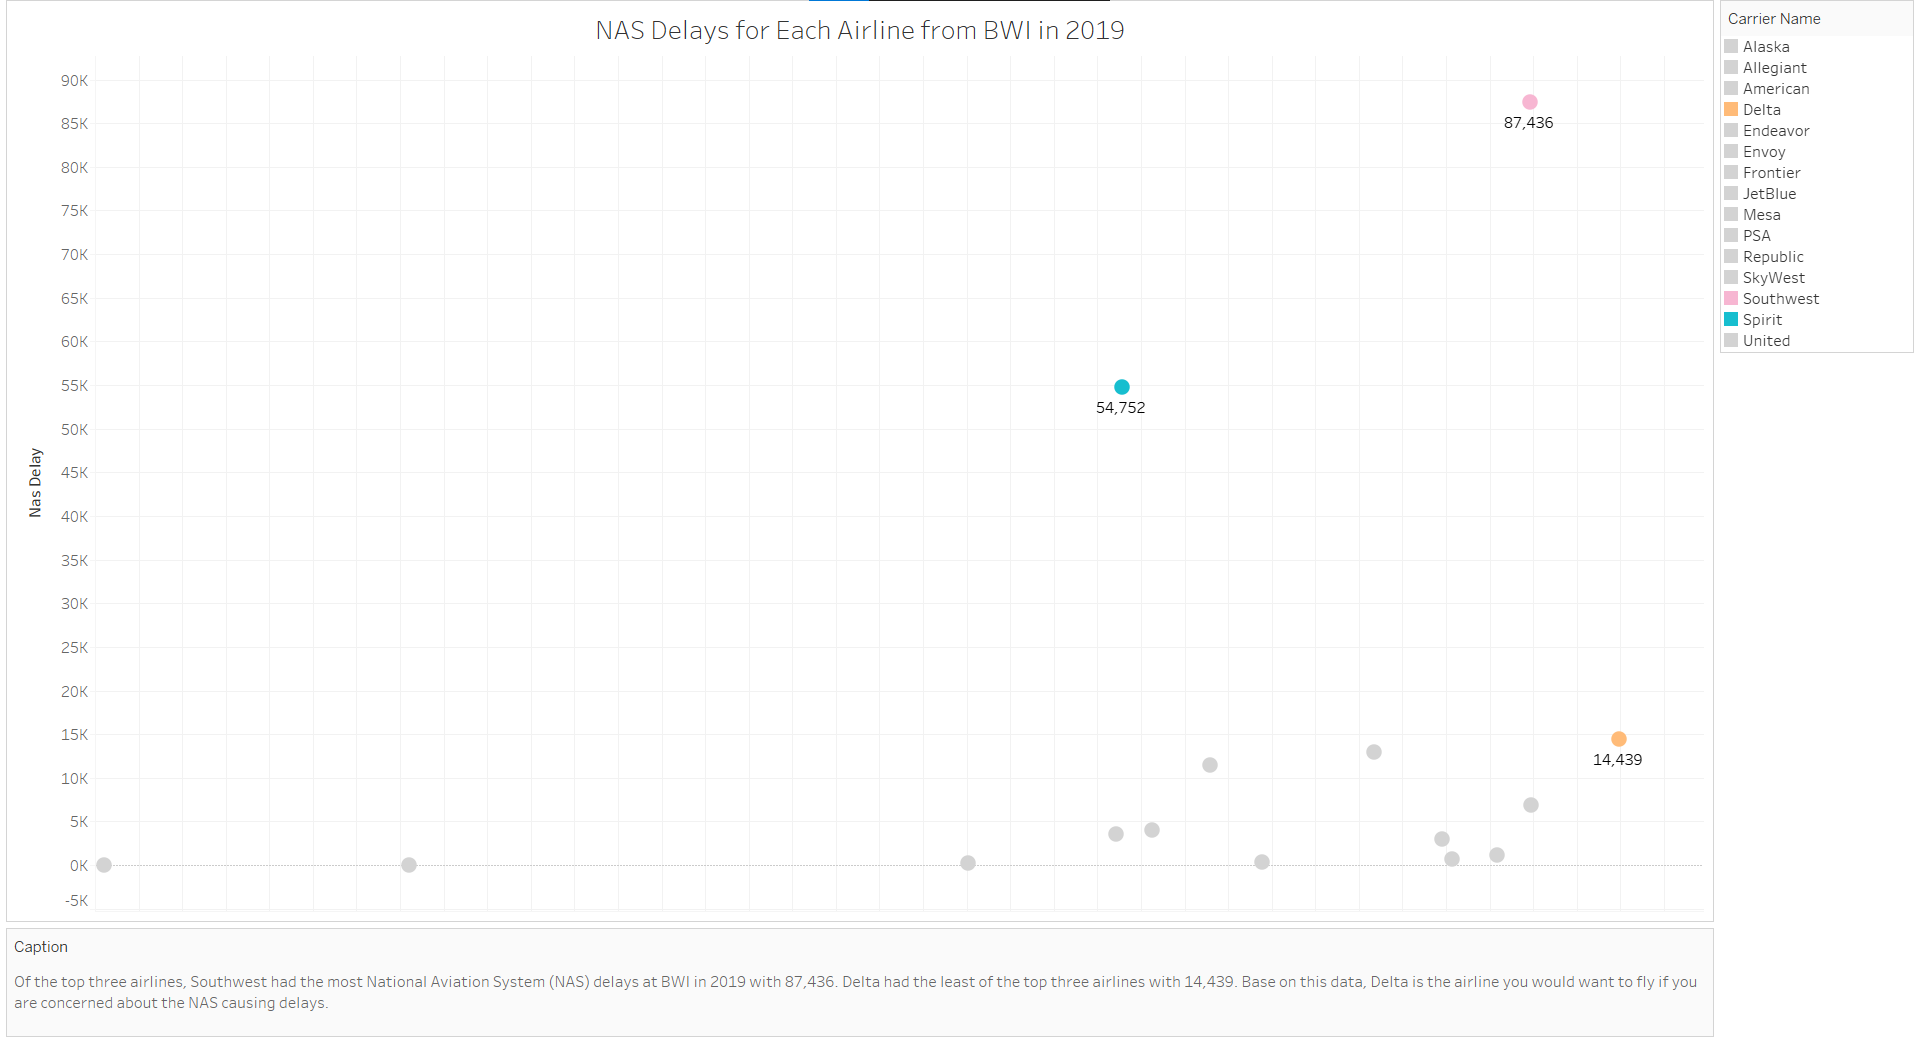 NAS Delays for Each Airline from BWI in 2019
Carrier Name
Alaska
Allegiant
American
Delta
Endeavor
Envoy
Frontier
JetBlue
Mesa
PSA
Republic
SkyWest
Southwest
Spirit
United
Nas Delay
90K
85K
80K
75K
70K
65K
60K
55K
50K
45K
40K
35K
30K
25K
20K
15K
10K
5K
0K
-5K
87,436
54,752
14,439
Caption
Of the top three airlines, Southwest had the most National Aviation System (NAS) delays at BWI in 2019 with 87,436. Delta had the least of the top three airlines with 14,439. Base on this data, Delta is the airline you would want to fly if you
are concerned about the NAS causing delays.